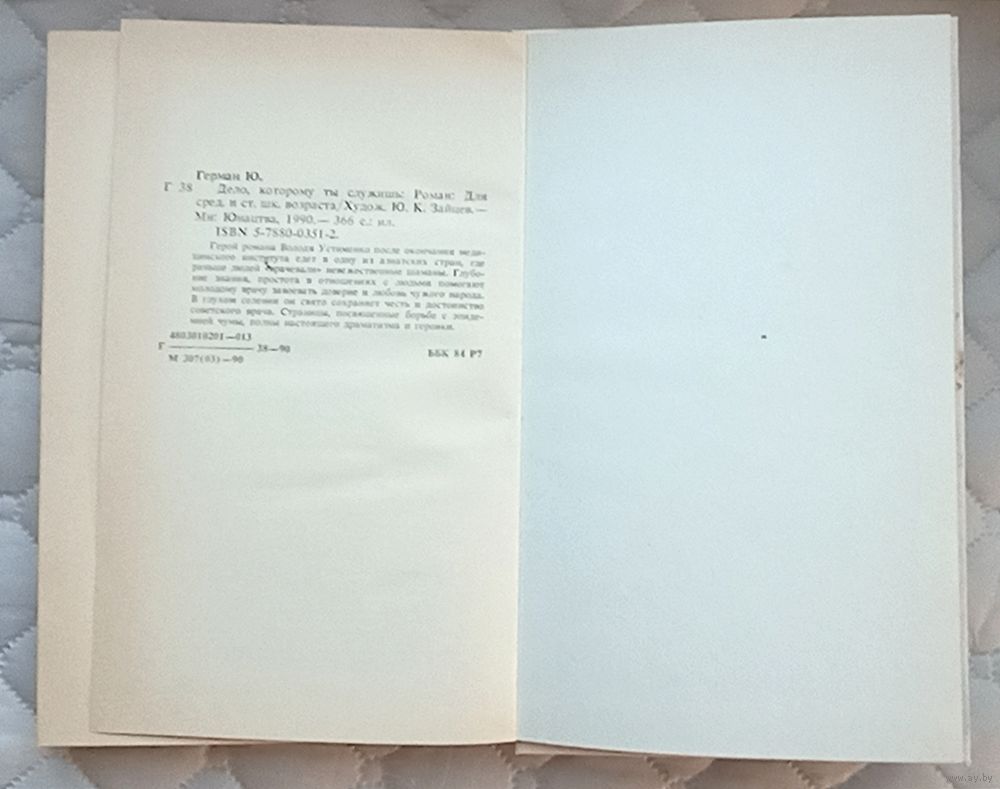 Герман Ю.
Г 38 Дело, которому ты служишь: Роман: Для
сред. и ст. шк. возраста/Худож. Ю. К. Зайцев.—
Мн: Юнацтва, 1990.— 366 с.: ил.
ISBN 5-7880-0351-2.
Герой романа Володя Устименко после окончания меди-
цинского института едет в одну из азиатских стран, где
раньше людей «врачевали» невежественные шаманы. Глубо-
кие знания, простота в отношениях с людьми помогают
молодому врачу завоевать доверие и любовь чужого народа.
В глухом селении он свято сохраняет честь и достоинство
советского врача. Страницы, посвященные борьбе с эпиде-
мией чумы, полны настоящего драматизма и героики.
4803010201—013
Г ——— 38—90
М 307(03)—90
ББК 84 Р7
www.ay.by